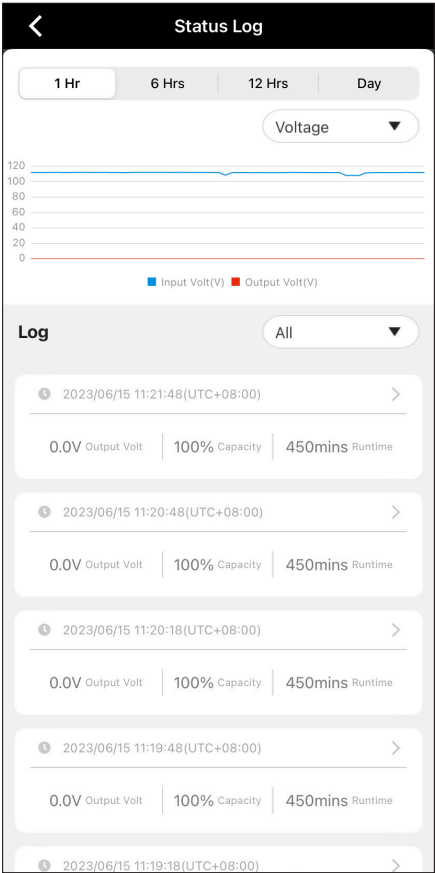 Status Log
1 Hr 6 Hrs 12 Hrs Day
Voltage
120
100
80
60
40
20
0
Input Volt(V) Output Volt(V)
Log All
2023/06/15 11:21:48(UTC+08:00)
0.0V Output Volt 100% Capacity 450mins Runtime
2023/06/15 11:20:48(UTC+08:00)
0.0V Output Volt 100% Capacity 450mins Runtime
2023/06/15 11:20:18(UTC+08:00)
0.0V Output Volt 100% Capacity 450mins Runtime
2023/06/15 11:19:48(UTC+08:00)
0.0V Output Volt 100% Capacity 450mins Runtime
2023/06/15 11:19:18(UTC+08:00)